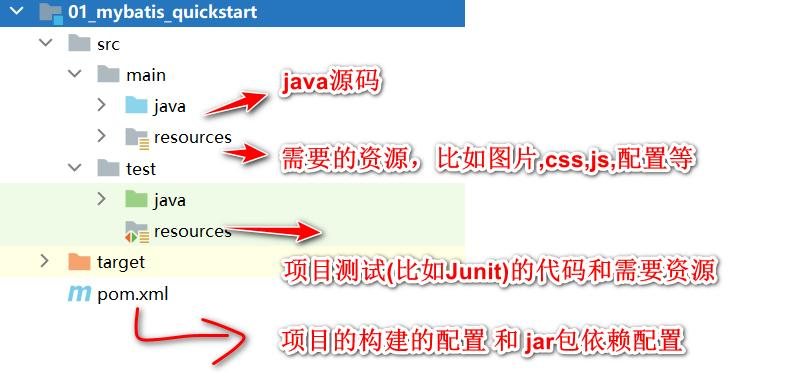 01_mybatis_quickstart
src
main
java
java源码
resources
需要的资源，比如图片,css,js,配置等
test
java
resources
target
项目测试(比如Junit)的代码和需要资源
m pom.xml
项目的构建的配置 和 jar包依赖配置